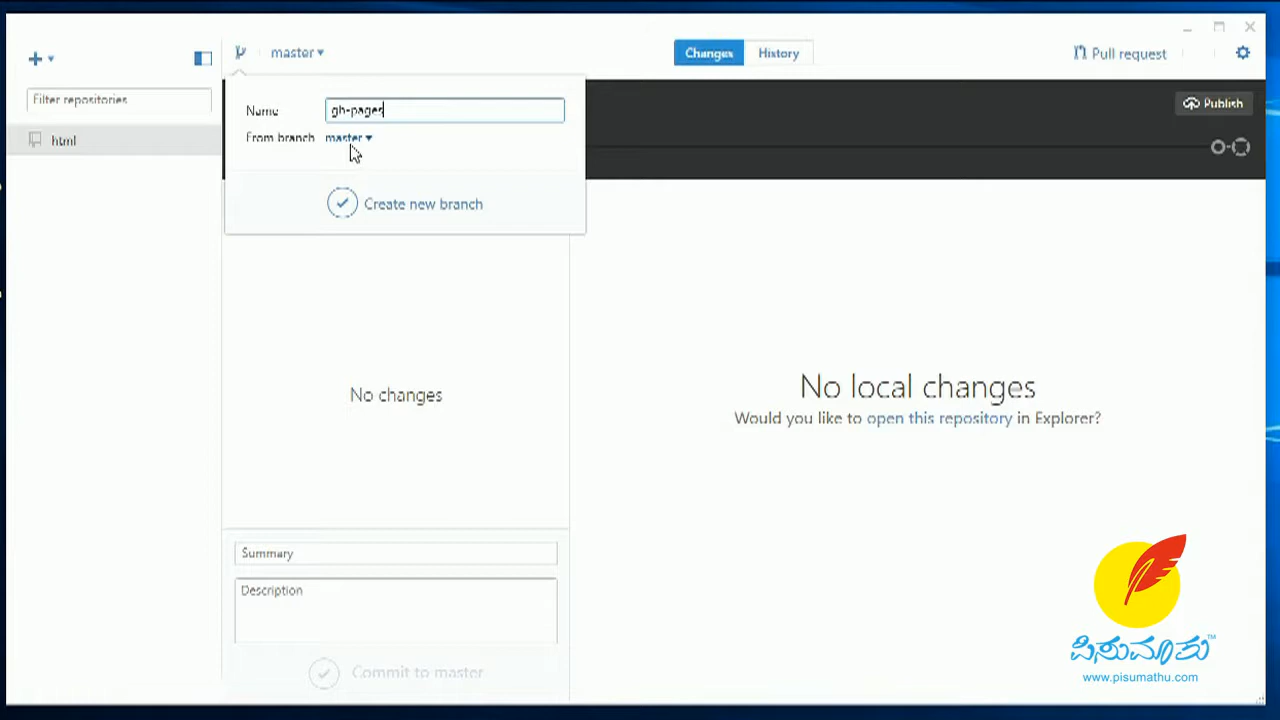 master
Changes
History
Pull request
Filter repositories
html
Name
gh-pages
From branch
master
Create new branch
Publish
No changes
No local changes
Would you like to open this repository in Explorer?
Summary
Description
Commit to master
ಪಿಸುಮಾತು™
www.pisumathu.com